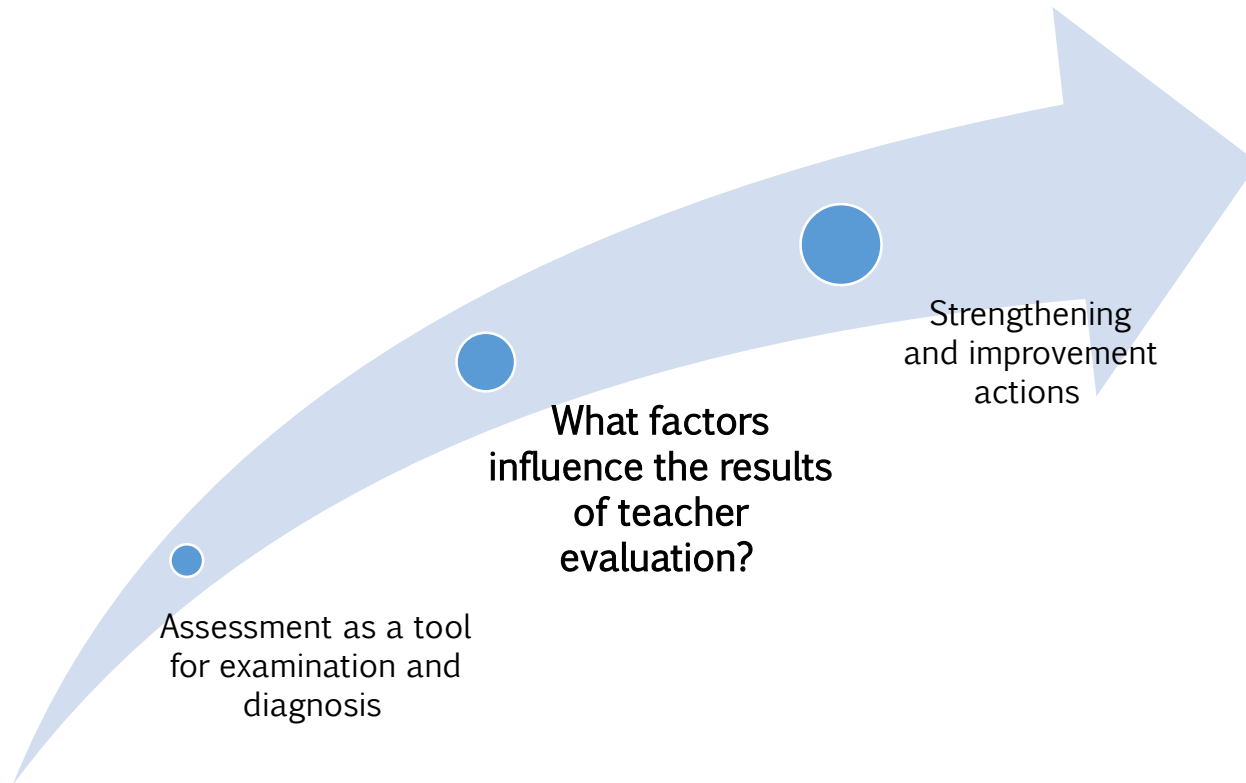 Assessment as a tool
for examination and
diagnosis
What factors
influence the results
of teacher
evaluation?
Strengthening
and improvement
actions